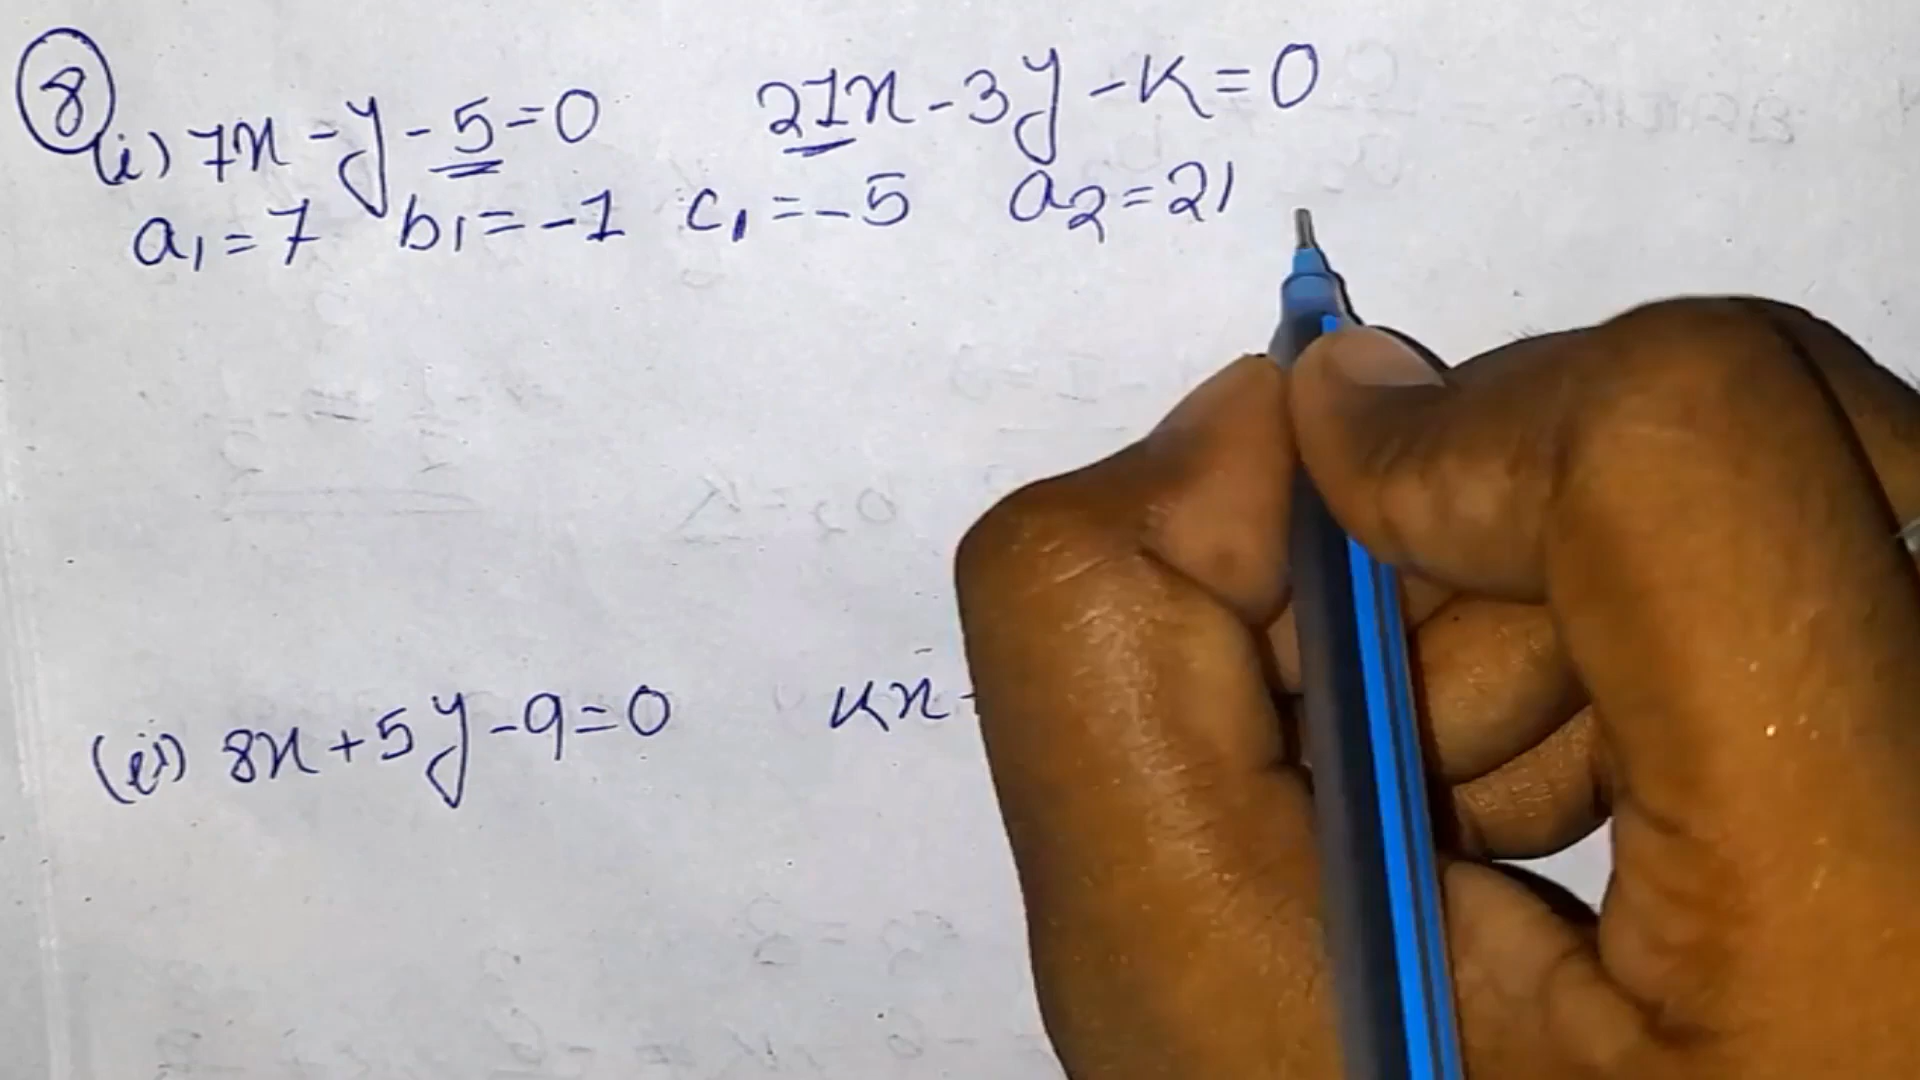 8 (i) 7x - y - 5 = 0 21x - 3y - k = 0
a₁ = 7 b₁ = -1 c₁ = -5 a₂ = 21
(ii) 8x + 5y - 9 = 0 kx